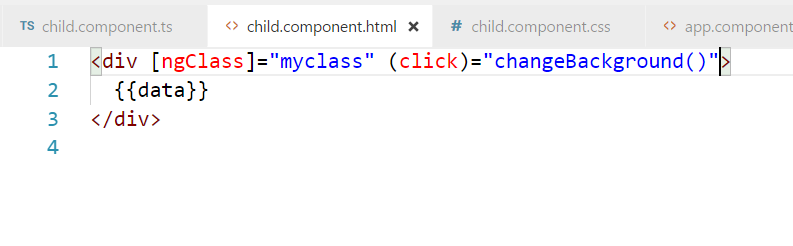 TS child.component.ts <> child.component.html × # child.component.css <> app.component
1 <div [ngClass]="myclass" (click)="changeBackground()">
2 {{data}}
3 </div>
4